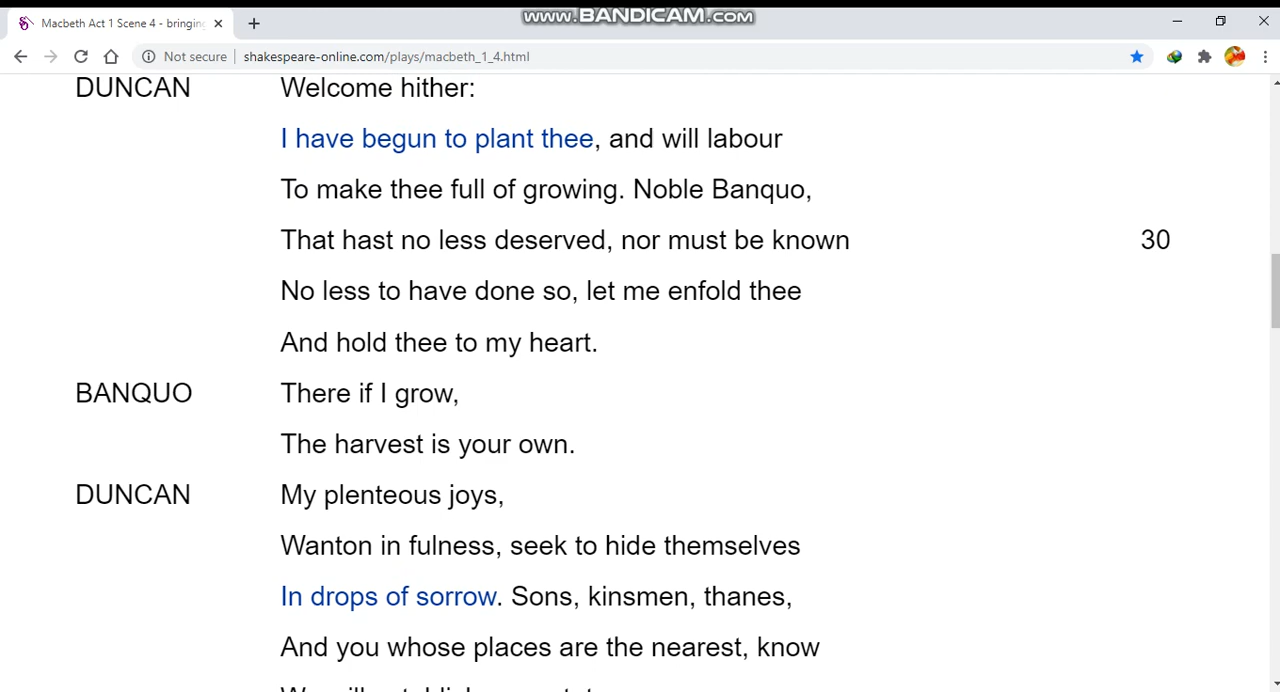 www.BANDICAM.com
Macbeth Act 1 Scene 4 - bringing
Not secure shakespeare-online.com/plays/macbeth_1_4.html
DUNCAN Welcome hither:
I have begun to plant thee, and will labour
To make thee full of growing. Noble Banquo,
That hast no less deserved, nor must be known 30
No less to have done so, let me enfold thee
And hold thee to my heart.
BANQUO There if I grow,
The harvest is your own.
DUNCAN My plenteous joys,
Wanton in fulness, seek to hide themselves
In drops of sorrow. Sons, kinsmen, thanes,
And you whose places are the nearest, know